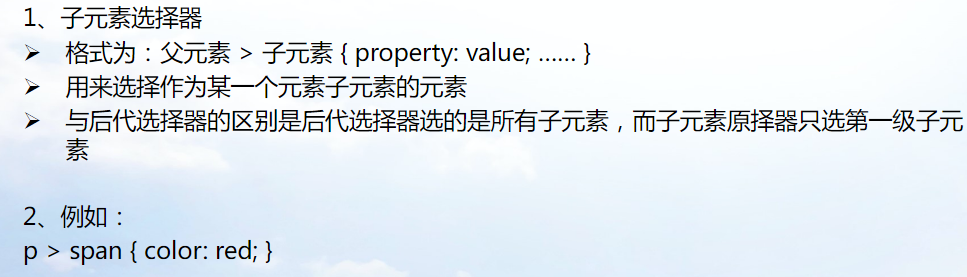 1、子元素选择器
➢ 格式为：父元素 > 子元素 { property: value; …… }
➢ 用来选择作为某一个元素子元素的元素
➢ 与后代选择器的区别是后代选择器选的是所有子元素，而子元素原择器只选第一级子元
素
2、例如：
p > span { color: red; }